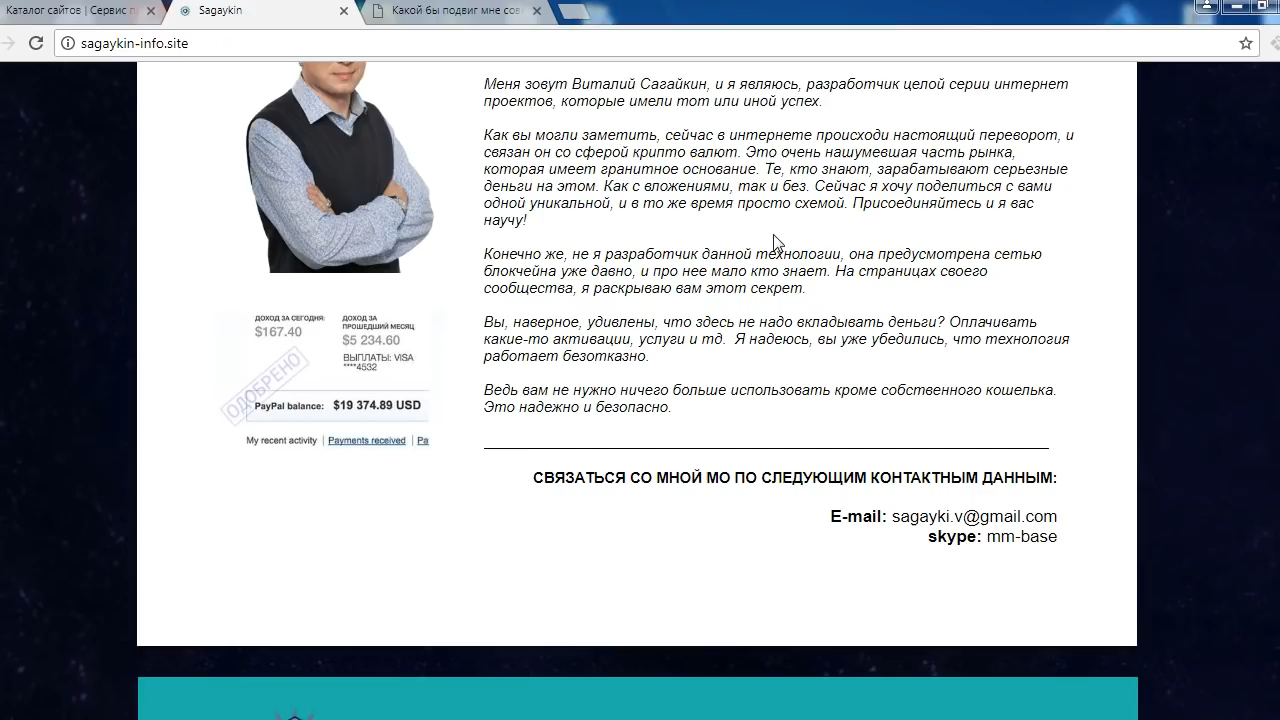 Каталог сайтов | Сервис п
Sagaykin
Какой бы подвиг мне сов
sagaykin-info.site
Меня зовут Виталий Сагайкин, и я являюсь, разработчик целой серии интернет
проектов, которые имели тот или иной успех.
Как вы могли заметить, сейчас в интернете происходи настоящий переворот, и
связан он со сферой крипто валют. Это очень нашумевшая часть рынка,
которая имеет гранитное основание. Те, кто знают, зарабатывают серьезные
деньги на этом. Как с вложениями, так и без. Сейчас я хочу поделиться с вами
одной уникальной, и в то же время просто схемой. Присоединяйтесь и я вас
научу!
Конечно же, не я разработчик данной технологии, она предусмотрена сетью
блокчейна уже давно, и про нее мало кто знает. На страницах своего
сообщества, я раскрываю вам этот секрет.
Вы, наверное, удивлены, что здесь не надо вкладывать деньги? Оплачивать
какие-то активации, услуги и тд. Я надеюсь, вы уже убедились, что технология
работает безотказно.
Ведь вам не нужно ничего больше использовать кроме собственного кошелька.
Это надежно и безопасно.
ДОХОД ЗА СЕГОДНЯ:
$167.40
ДОХОД ЗА
ПРОШЕДШИЙ МЕСЯЦ
$5 234.60
ВЫПЛАТЫ: VISA
****4532
ОДОБРЕНО
PayPal balance: $19 374.89 USD
My recent activity | Payments received | Pa
СВЯЗАТЬСЯ СО МНОЙ МО ПО СЛЕДУЮЩИМ КОНТАКТНЫМ ДАННЫМ:
E-mail: sagayki.v@gmail.com
skype: mm-base